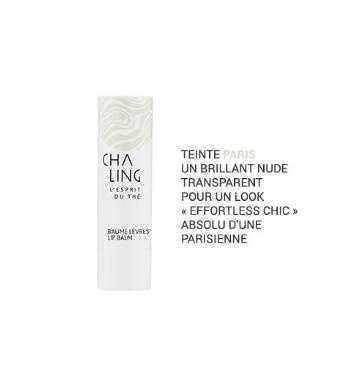 CHA
LING
L'ESPRIT
DU THÉ
BAUME LÈVRES
LIP BALM
TEINTE PARIS
UN BRILLANT NUDE
TRANSPARENT
POUR UN LOOK
« EFFORTLESS CHIC »
ABSOLU D'UNE
PARISIENNE